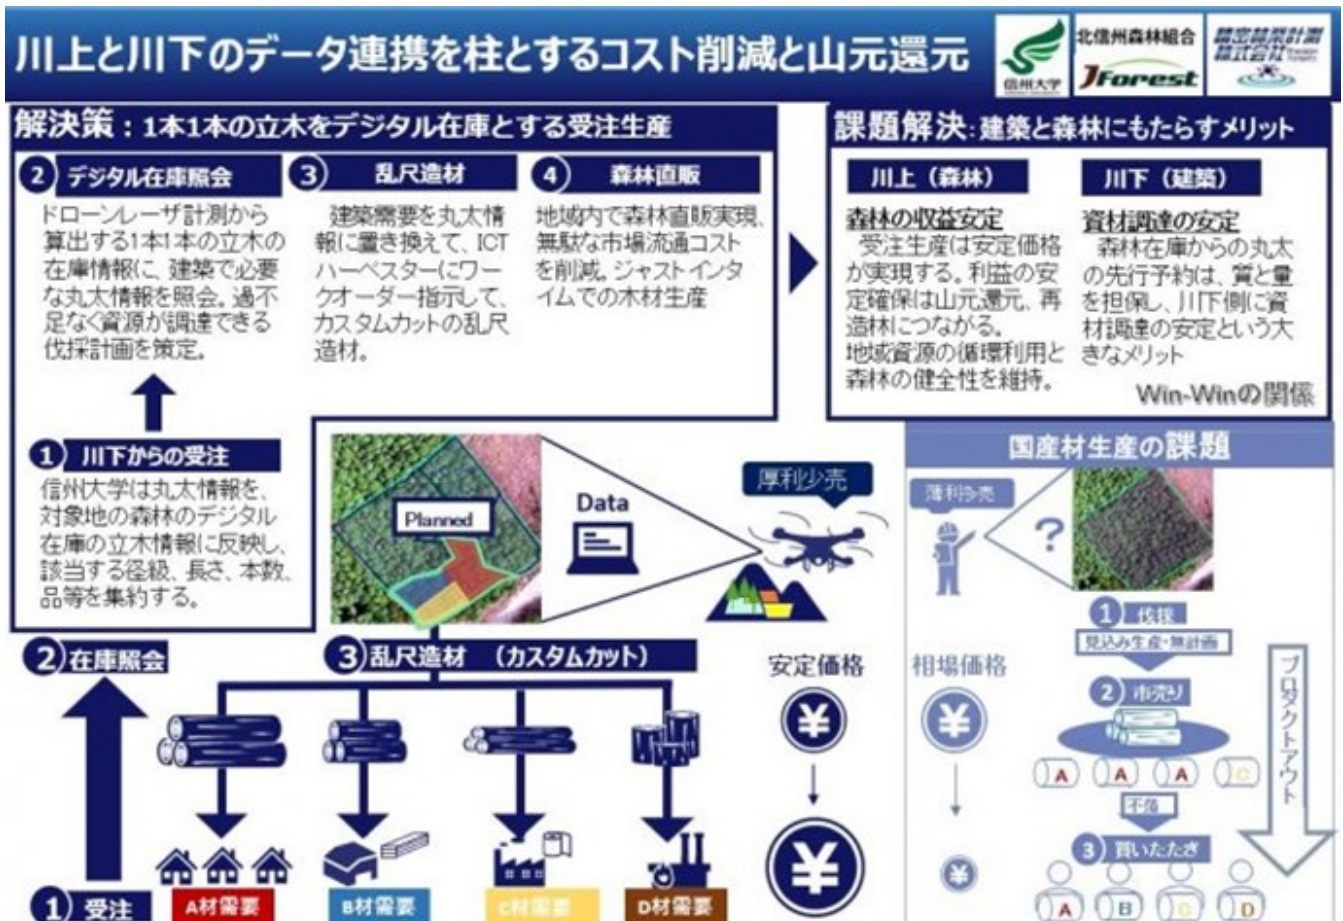 川上と川下のデータ連携を柱とするコスト削減と山元還元
信州大学
北信州森林組合
JForest
精密林業計測
株式会社
解決策：1本1本の立木をデジタル在庫とする受注生産
② デジタル在庫照会
ドローンレーザ計測から
算出する1本1本の立木の
在庫情報に、建築で必要
な丸太情報を照会。過不
足なく資源が調達できる
伐採計画を策定。
③ 乱尺造材
建築需要を丸太情
報に置き換えて、ICT
ハーベスターにワー
クオーダー指示して、
カスタムカットの乱尺
造材。
④ 森林直販
地域内で森林直販実現、
無駄な市場流通コスト
を削減。ジャストインタ
イムでの木材生産
① 川下からの受注
信州大学は丸太情報を、
対象地の森林のデジタル
在庫の立木情報に反映し、
該当する径級、長さ、本数、
品等を集約する。
課題解決：建築と森林にもたらすメリット
川上（森林）
森林の収益安定
受注生産は安定価格
が実現する。利益の安
定確保は山元還元、再
造林につながる。
地域資源の循環利用と
森林の健全性を維持。
川下（建築）
資材調達の安定
森林在庫からの丸太
の先行予約は、質と量
を担保し、川下側に資
材調達の安定という大
きなメリット
Win-Winの関係
Planned
Data
厚利少売
② 在庫照会
① 受注
③ 乱尺造材 （カスタムカット）
A材需要
B材需要
C材需要
D材需要
安定価格
¥
¥
国産材生産の課題
薄利多売
?
相場価格
¥
¥
① 伐採
見込み生産・無計画
② 市売り
A
A
A
C
不落
③ 買いたたき
A
B
C
D
プロダクトアウト